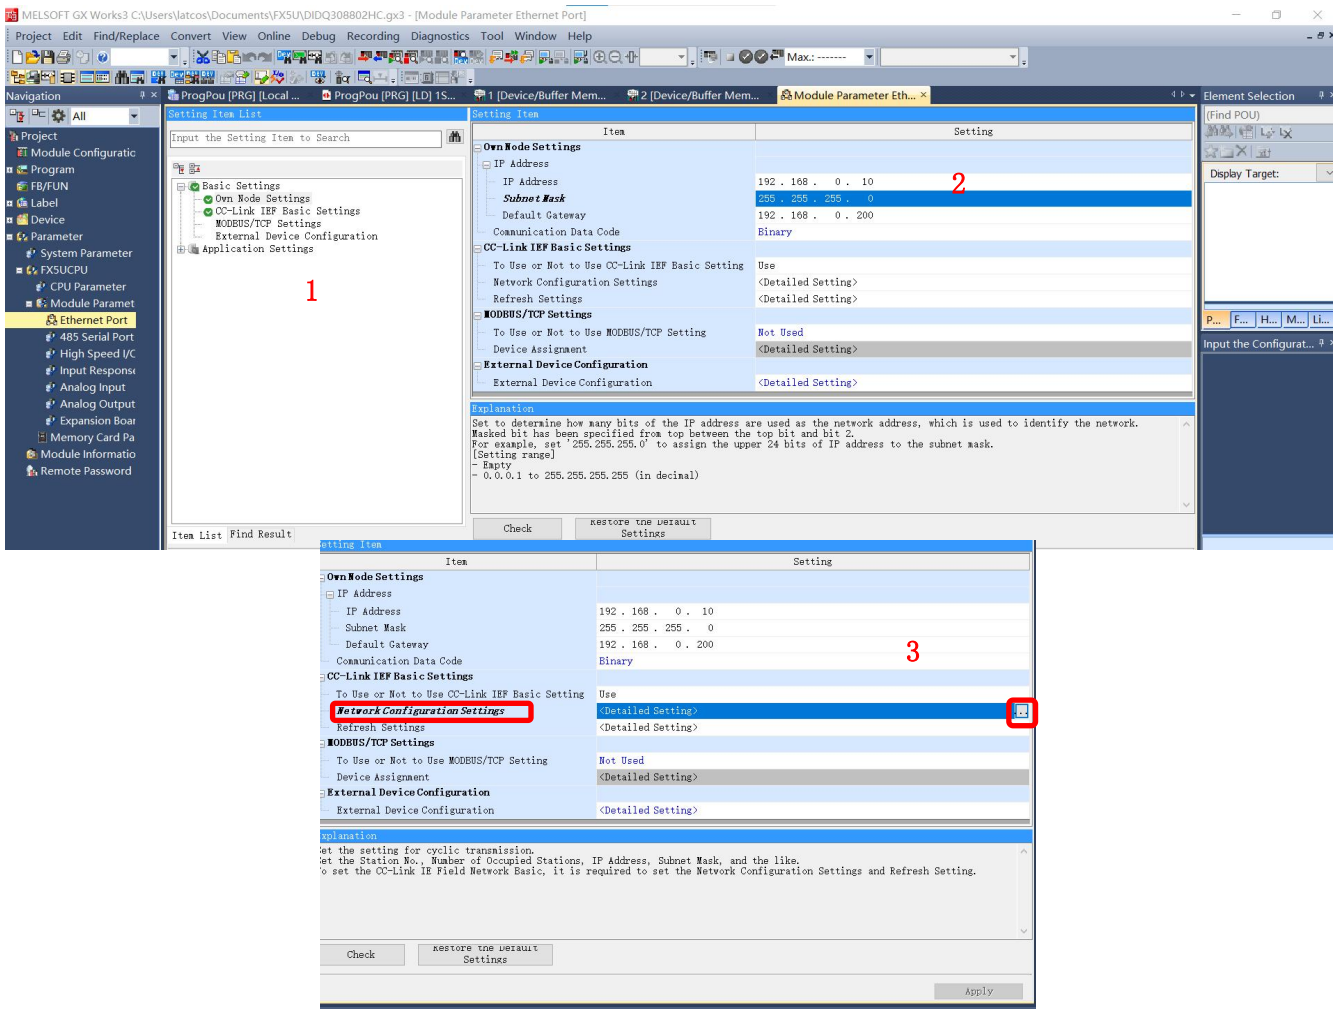 MELSOFT GX Works3 C:\Users\latcos\Documents\FX5U\DIDQ308802HC.gx3 - [Module Parameter Ethernet Port]
Project Edit Find/Replace Convert View Online Debug Recording Diagnostics Tool Window Help
Max.: -------
Navigation
ProgPou [PRG] [Local ...
ProgPou [PRG] [LD] 1S...
1 [Device/Buffer Mem...
2 [Device/Buffer Mem...
Module Parameter Eth...
Element Selection
All
Project
Module Configuratic
Program
FB/FUN
Label
Device
Parameter
System Parameter
FX5UCPU
CPU Parameter
Module Paramet
Ethernet Port
485 Serial Port
High Speed I/C
Input Response
Analog Input
Analog Output
Expansion Boar
Memory Card Pa
Module Informatio
Remote Password
Setting Item List
Input the Setting Item to Search
Basic Settings
Own Node Settings
CC-Link IEF Basic Settings
MODBUS/TCP Settings
External Device Configuration
Application Settings
1
Item List Find Result
Setting Item
Item Setting
Own Node Settings
IP Address
IP Address 192 . 168 . 0 . 10
2
Subnet Mask 255 . 255 . 255 . 0
Default Gateway 192 . 168 . 0 . 200
Communication Data Code Binary
CC-Link IEF Basic Settings
To Use or Not to Use CC-Link IEF Basic Setting Use
Network Configuration Settings <Detailed Setting>
Refresh Settings <Detailed Setting>
MODBUS/TCP Settings
To Use or Not to Use MODBUS/TCP Setting Not Used
Device Assignment <Detailed Setting>
External Device Configuration
External Device Configuration <Detailed Setting>
Explanation
Set to determine how many bits of the IP address are used as the network address, which is used to identify the network.
Masked bit has been specified from top between the top bit and bit 2.
For example, set '255.255.255.0' to assign the upper 24 bits of IP address to the subnet mask.
[Setting range]
- Empty
- 0.0.0.1 to 255.255.255.255 (in decimal)
Check
Restore the Default
Settings
(Find POU)
Display Target:
P... F... H... M... Li...
Input the Configurat...
etting Item
Item Setting
Own Node Settings
IP Address
IP Address 192 . 168 . 0 . 10
Subnet Mask 255 . 255 . 255 . 0
Default Gateway 192 . 168 . 0 . 200
3
Communication Data Code Binary
CC-Link IEF Basic Settings
To Use or Not to Use CC-Link IEF Basic Setting Use
Network Configuration Settings <Detailed Setting> ...
Refresh Settings <Detailed Setting>
MODBUS/TCP Settings
To Use or Not to Use MODBUS/TCP Setting Not Used
Device Assignment <Detailed Setting>
External Device Configuration
External Device Configuration <Detailed Setting>
xplanation
et the setting for cyclic transmission.
et the Station No., Number of Occupied Stations, IP Address, Subnet Mask, and the like.
o set the CC-Link IE Field Network Basic, it is required to set the Network Configuration Settings and Refresh Setting.
Check
Restore the Default
Settings
Apply